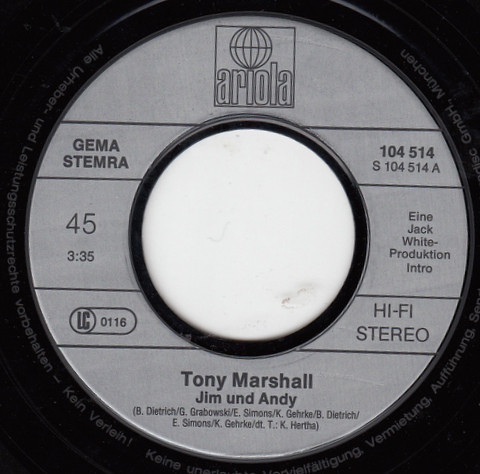 ariola
GEMA
STEMRA
104 514
S 104 514 A
45
3:35
Eine
Jack
White-
Produktion
Intro
LC 0116
HI-FI
STEREO
Tony Marshall
Jim und Andy
(B. Dietrich/G. Grabowski/E. Simons/K. Gehrke/B. Dietrich/
E. Simons/K. Gehrke/dt. T.: K. Hertha)
Alle Urheber- und Leistungsschutzrechte vorbehalten – Kein Verleih! Keine unerlaubte Vervielfältigung, Vermietung, Aufführung, Send
disc GmbH., München